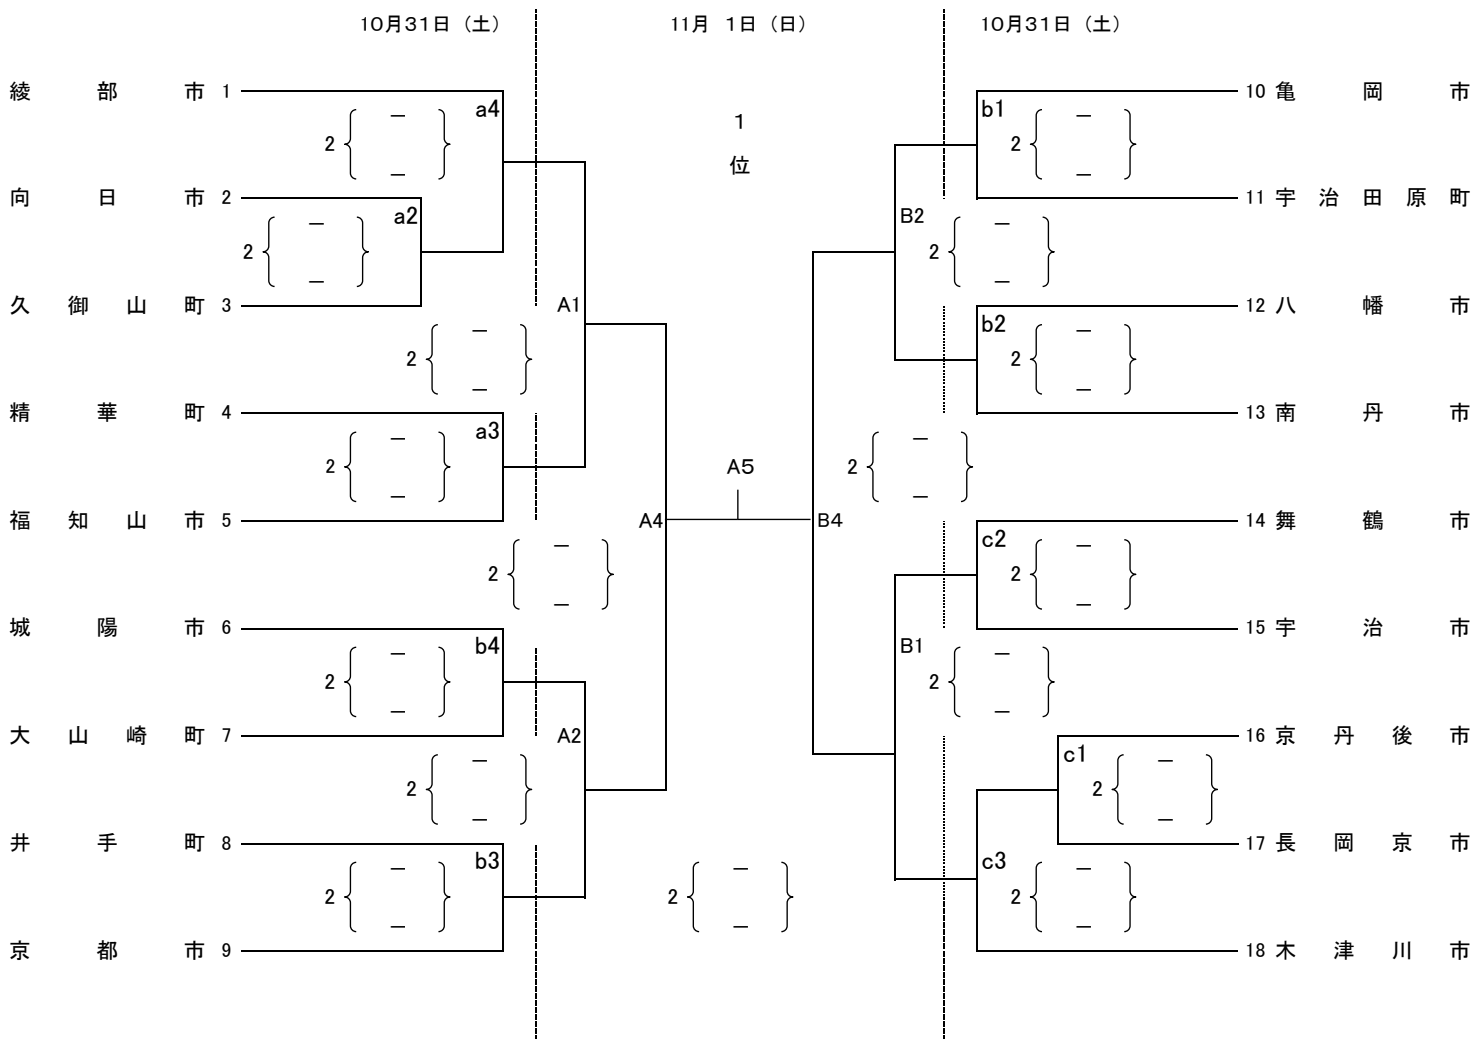 10月31日（土） 11月 1日（日） 10月31日（土）
綾部市 1 10 亀岡市
a4 b1
1
2 － 2 －
－ 位 －
向日市 2 11 宇治田原町
a2 B2
2 － 2 －
－ －
久御山町 3 A1 12 八幡市
b2
2 － 2 －
－ －
精華町 4 13 南丹市
a3
2 － 2 － A5
－ －
福知山市 5 A4 B4 14 舞鶴市
c2
2 － 2 －
－ －
城陽市 6 15 宇治市
b4 B1
2 － 2 －
－ －
大山崎町 7 A2 16 京丹後市
c1
2 － 2 －
－ －
井手町 8 17 長岡京市
b3 c3
2 － 2 － 2 －
－ － －
京都市 9 18 木津川市